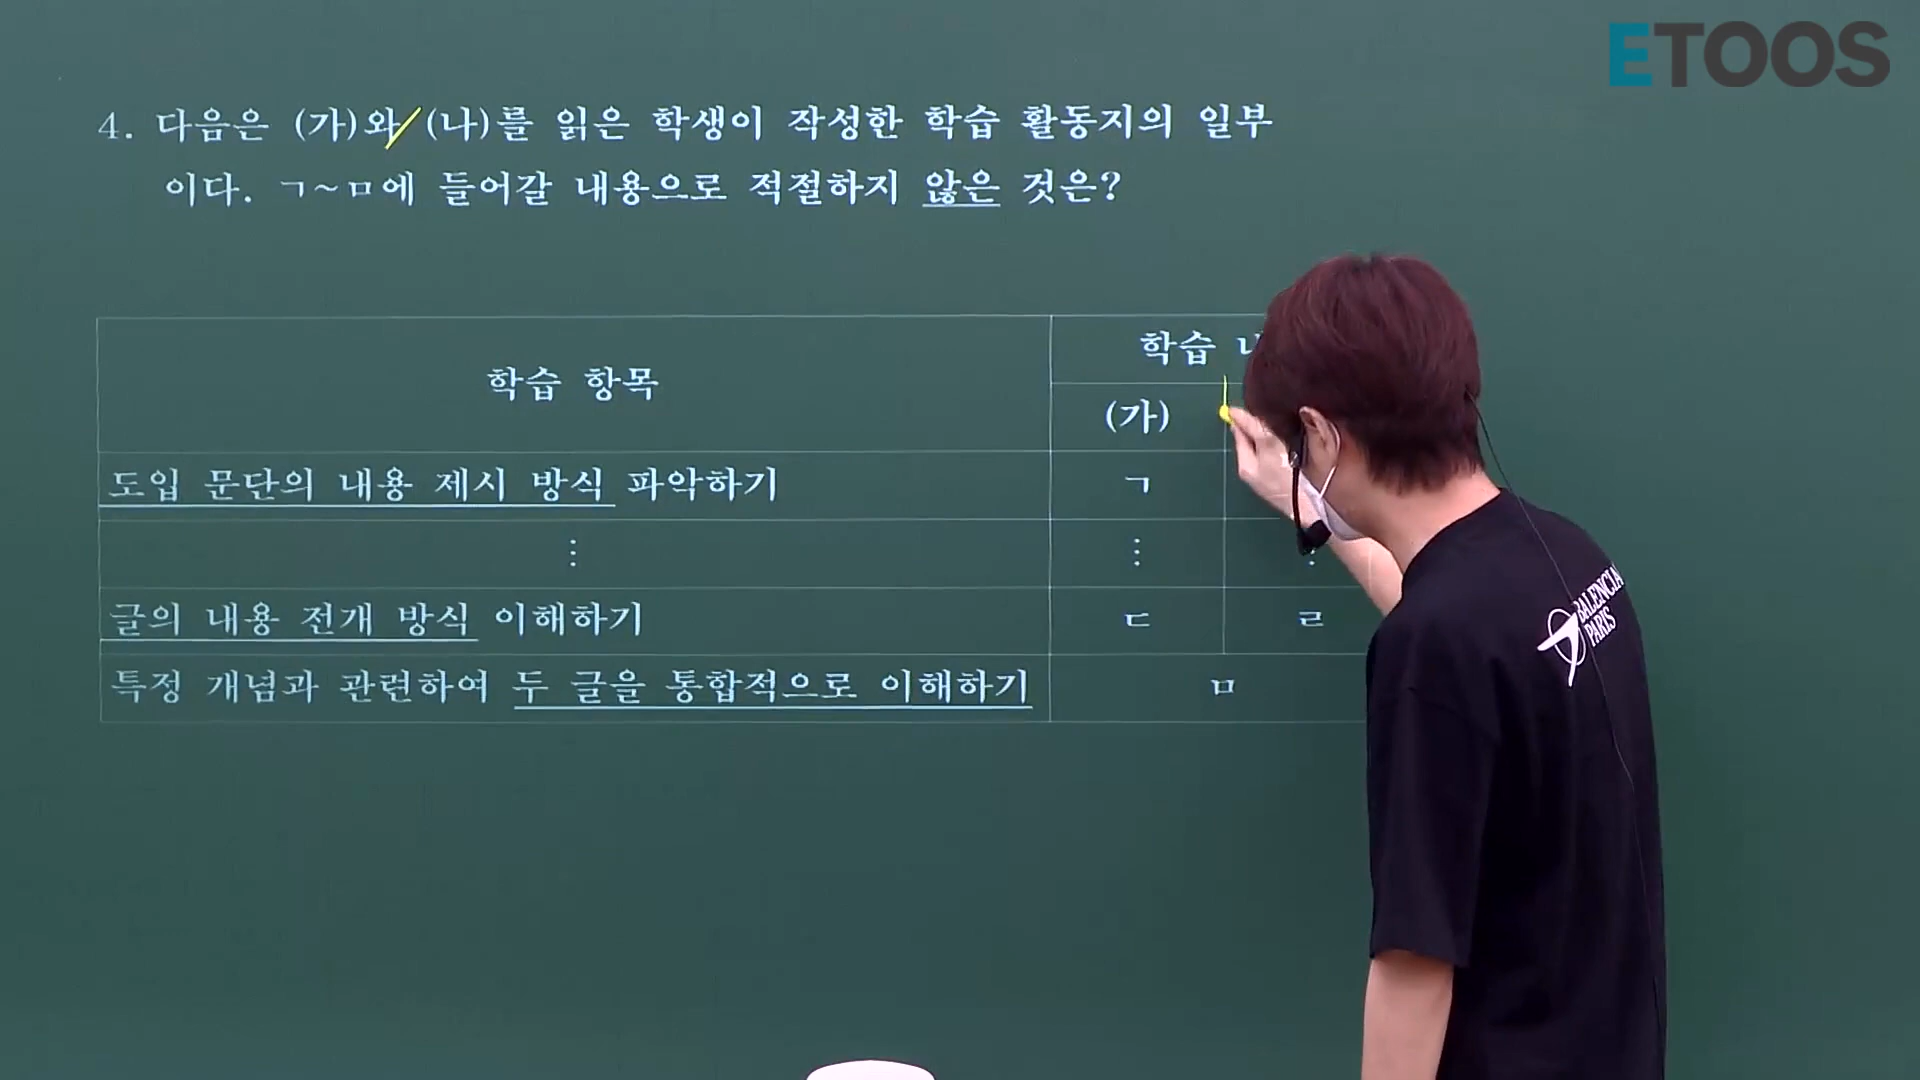 ETOOS
4. 다음은 (가)와 (나)를 읽은 학생이 작성한 학습 활동지의 일부
이다. ㄱ~ㅁ에 들어갈 내용으로 적절하지 않은 것은?
학습 항목
학습
(가)
도입 문단의 내용 제시 방식 파악하기
ㄱ
⋮
⋮
글의 내용 전개 방식 이해하기
ㄷ
ㄹ
특정 개념과 관련하여 두 글을 통합적으로 이해하기
ㅁ
BALENCIA
PARIS